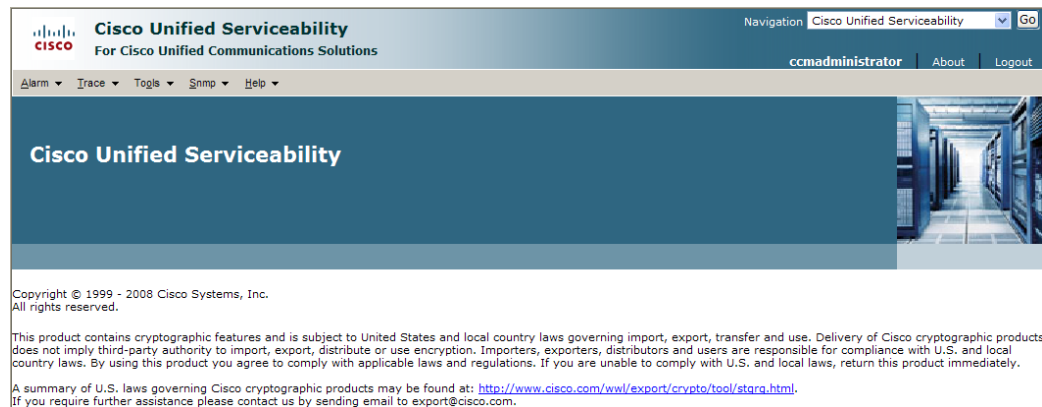 CISCO
Cisco Unified Serviceability
For Cisco Unified Communications Solutions
Navigation Cisco Unified Serviceability Go
ccmadministrator About Logout
Alarm Trace Tools Snmp Help
Cisco Unified Serviceability
Copyright © 1999 - 2008 Cisco Systems, Inc.
All rights reserved.
This product contains cryptographic features and is subject to United States and local country laws governing import, export, transfer and use. Delivery of Cisco cryptographic products
does not imply third-party authority to import, export, distribute or use encryption. Importers, exporters, distributors and users are responsible for compliance with U.S. and local
country laws. By using this product you agree to comply with applicable laws and regulations. If you are unable to comply with U.S. and local laws, return this product immediately.
A summary of U.S. laws governing Cisco cryptographic products may be found at: http://www.cisco.com/wwl/export/crypto/tool/stqrg.html.
If you require further assistance please contact us by sending email to export@cisco.com.